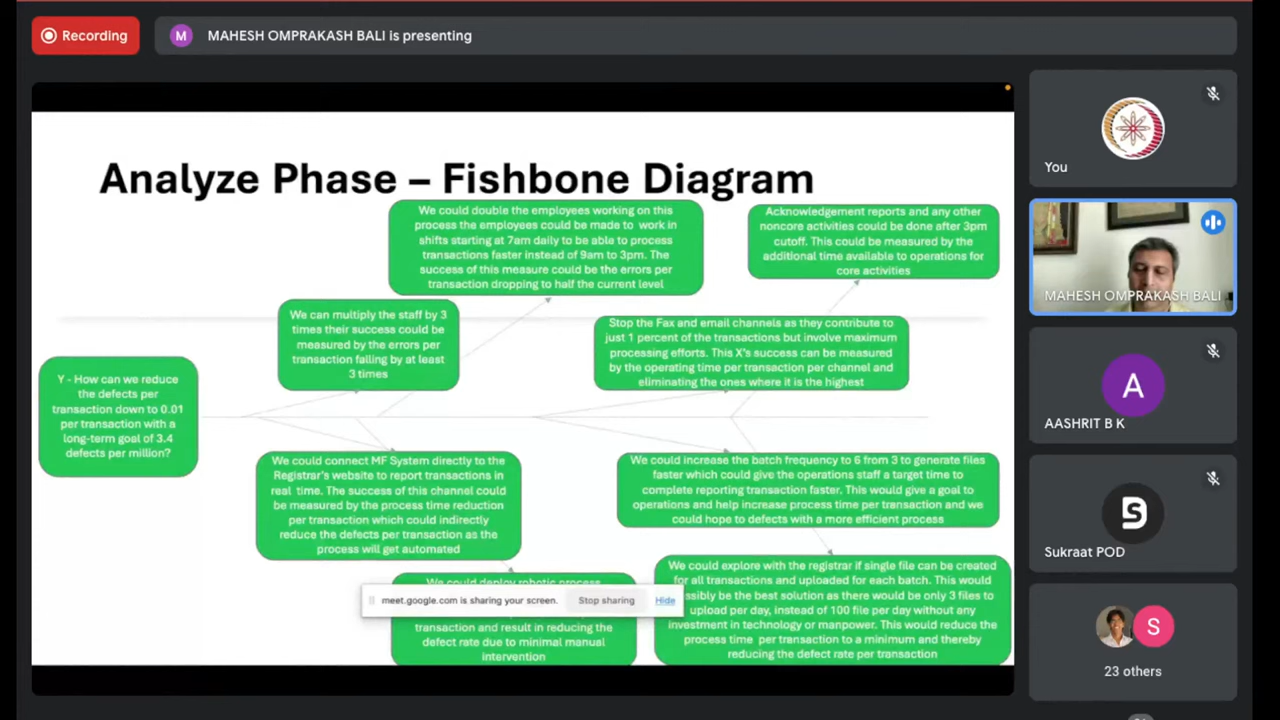 Recording
M
MAHESH OMPRAKASH BALI is presenting
Analyze Phase – Fishbone Diagram
We could double the employees working on this
process the employees could be made to work in
shifts starting at 7am daily to be able to process
transactions faster instead of 9am to 3pm. The
success of this measure could be the errors per
transaction dropping to half the current level
Acknowledgement reports and any other
noncore activities could be done after 3pm
cutoff. This could be measured by the
additional time available to operations for
core activities
We can multiply the staff by 3
times their success could be
measured by the errors per
transaction falling by at least
3 times
Stop the Fax and email channels as they contribute to
just 1 percent of the transactions but involve maximum
processing efforts. This X's success can be measured
by the operating time per transaction per channel and
eliminating the ones where it is the highest
Y - How can we reduce
the defects per
transaction down to 0.01
per transaction with a
long-term goal of 3.4
defects per million?
We could connect MF System directly to the
Registrar's website to report transactions in
real time. The success of this channel could
be measured by the process time reduction
per transaction which could indirectly
reduce the defects per transaction as the
process will get automated
We could increase the batch frequency to 6 from 3 to generate files
faster which could give the operations staff a target time to
complete reporting transaction faster. This would give a goal to
operations and help increase process time per transaction and we
could hope to defects with a more efficient process
We could deploy robotic process
transaction and result in reducing the
defect rate due to minimal manual
intervention
We could explore with the registrar if single file can be created
for all transactions and uploaded for each batch. This would
ssibly be the best solution as there would be only 3 files to
upload per day, instead of 100 file per day without any
investment in technology or manpower. This would reduce the
process time per transaction to a minimum and thereby
reducing the defect rate per transaction
meet.google.com is sharing your screen.
Stop sharing
Hide
You
MAHESH OMPRAKASH BALI
A
AASHRIT B K
S
Sukraat POD
S
23 others